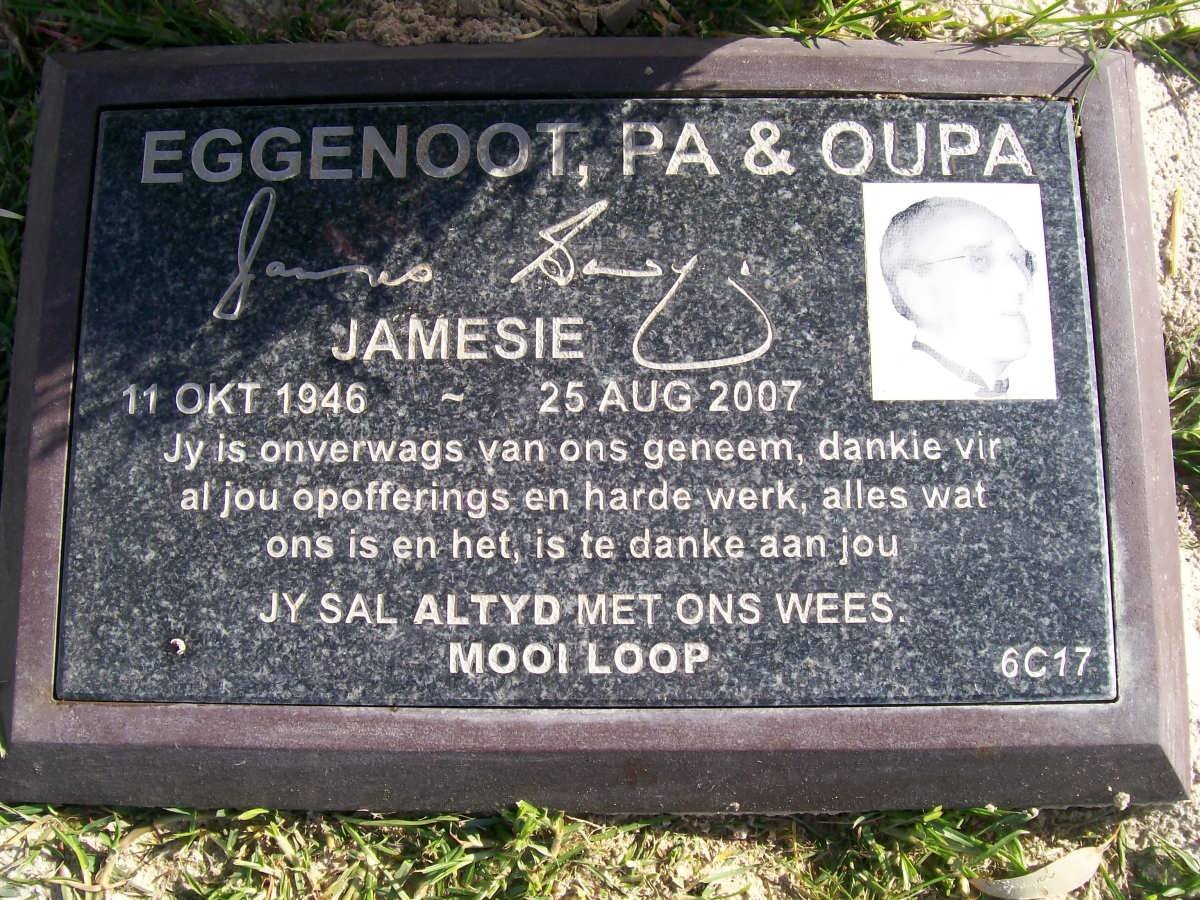 EGGENOOT, PA & OUPA
James
JAMESIE
11 OKT 1946 ~ 25 AUG 2007
Jy is onverwags van ons geneem, dankie vir
al jou opofferings en harde werk, alles wat
ons is en het, is te danke aan jou
JY SAL ALTYD MET ONS WEES.
MOOI LOOP
6C17